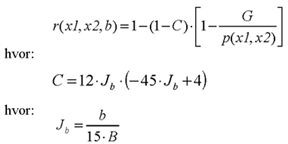 r(x1,x2,b)=1−(1−C)·[1−G/p(x1,x2)]
hvor:
C=12·J_b·(−45·J_b+4)
hvor:
J_b=b/(15·B)